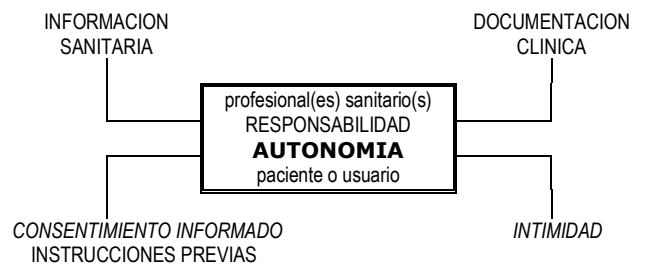 INFORMACION
SANITARIA
DOCUMENTACION
CLINICA
profesional(es) sanitario(s)
RESPONSABILIDAD
AUTONOMIA
paciente o usuario
CONSENTIMIENTO INFORMADO
INSTRUCCIONES PREVIAS
INTIMIDAD